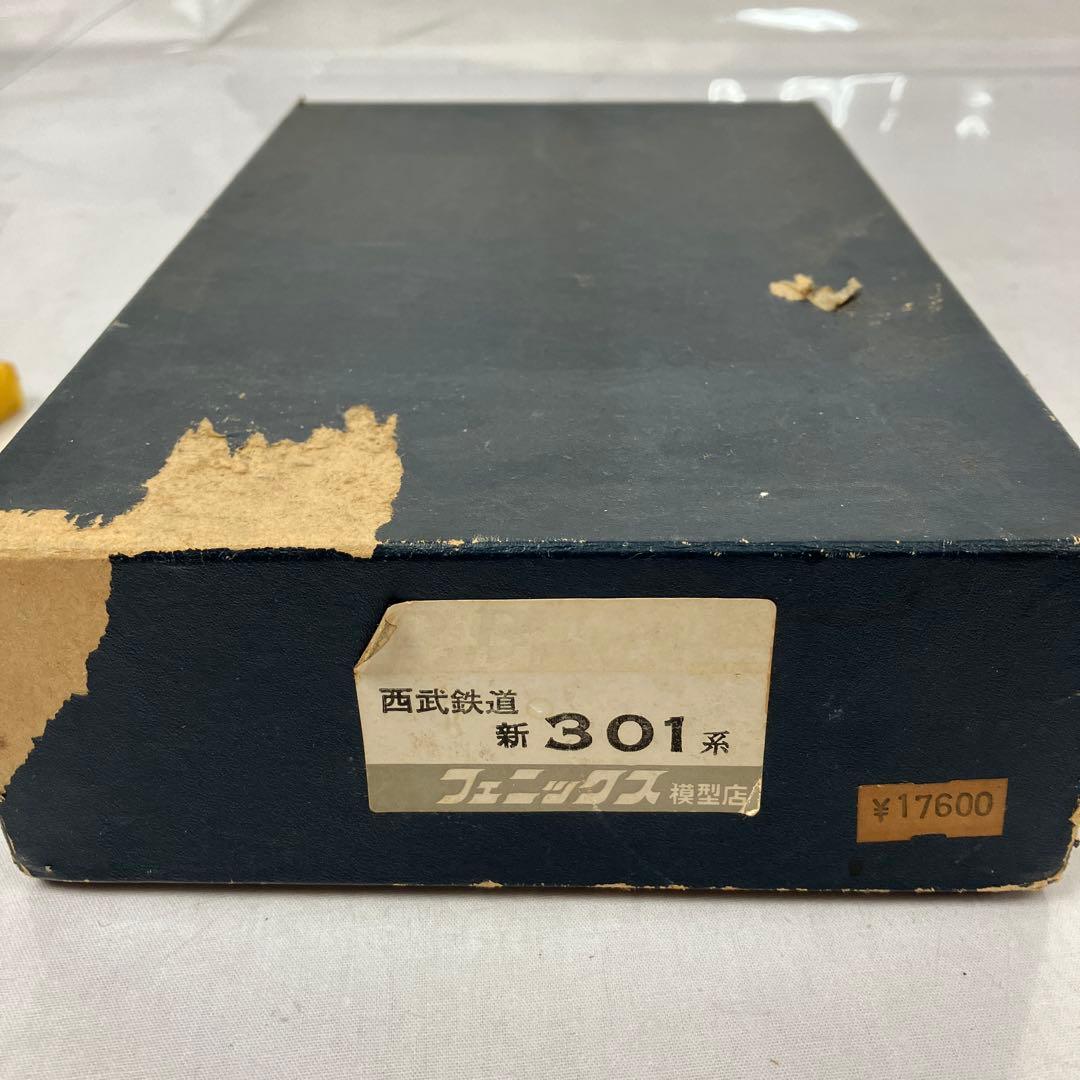 西武鉄道
新 301 系
フェニックス 模型店
¥17600